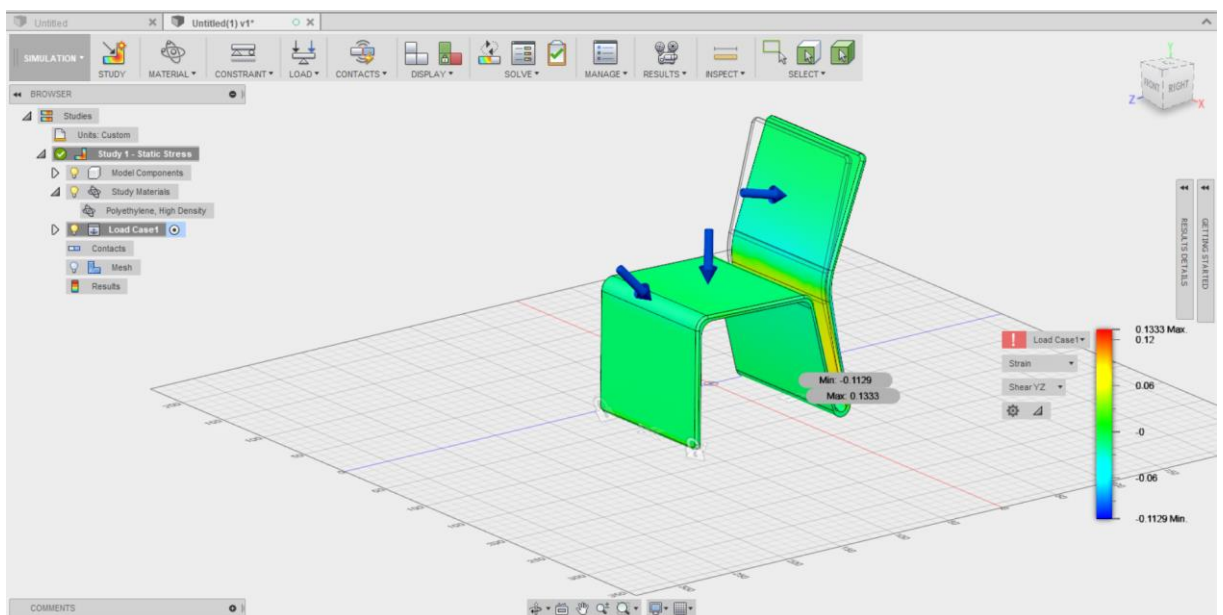 Untitled
Untitled(1) v1*
SIMULATION
STUDY
MATERIAL
CONSTRAINT
LOAD
CONTACTS
DISPLAY
SOLVE
MANAGE
RESULTS
INSPECT
SELECT
BROWSER
Studies
Units: Custom
Study 1 - Static Stress
Model Components
Study Materials
Polyethylene, High Density
Load Case1
Contacts
Mesh
Results
Y
FRONT
RIGHT
Z
X
RESULTS DETAILS
GETTING STARTED
Min: -0.1129
Max: 0.1333
Load Case1
Strain
Shear YZ
0.1333 Max.
0.12
0.06
-0
-0.06
-0.1129 Min.
COMMENTS